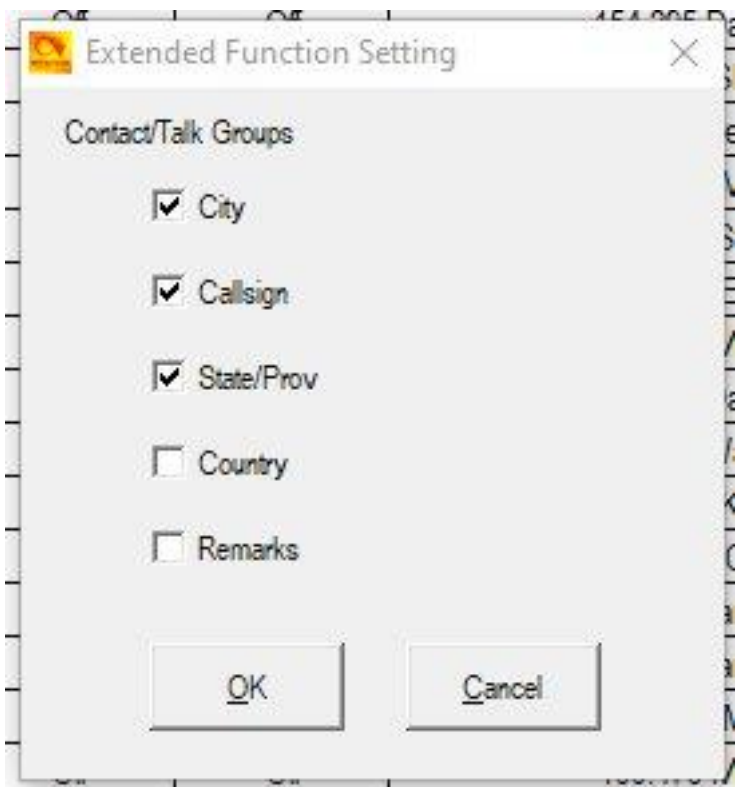 Extended Function Setting
Contact/Talk Groups
City
Callsign
State/Prov
Country
Remarks
OK
Cancel